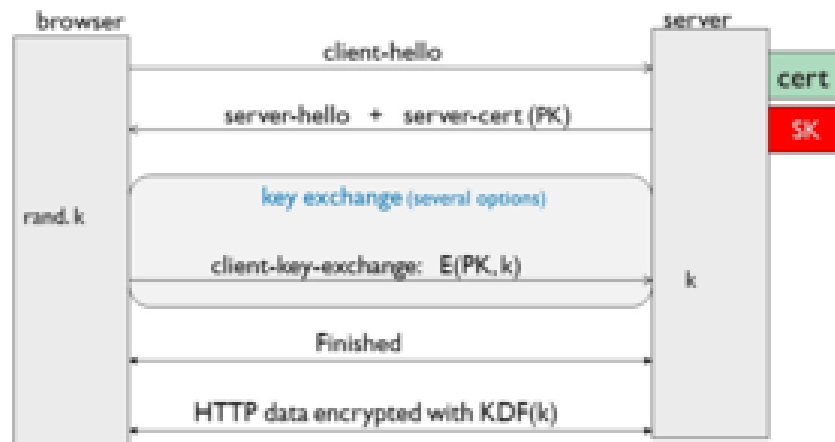 browser
server
client-hello
cert
server-hello + server-cert (PK)
SK
key exchange (several options)
rand. k
client-key-exchange: E(PK, k)
k
Finished
HTTP data encrypted with KDF(k)